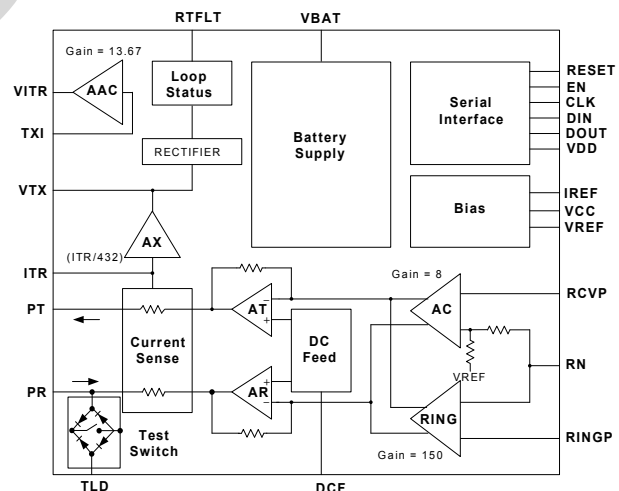 RTFLT
VBAT
Gain = 13.67
VITR
AAC
TXI
Loop
Status
RECTIFIER
Battery
Supply
Serial
Interface
RESET
EN
CLK
DIN
DOUT
VDD
VTX
AX
(ITR/432)
Bias
IREF
VCC
VREF
ITR
PT
Current
Sense
AT
−
+
DC
Feed
Gain = 8
AC
RCVP
VREF
RN
PR
AR
+
−
RING
RINGP
Gain = 150
Test
Switch
TLD
DCF